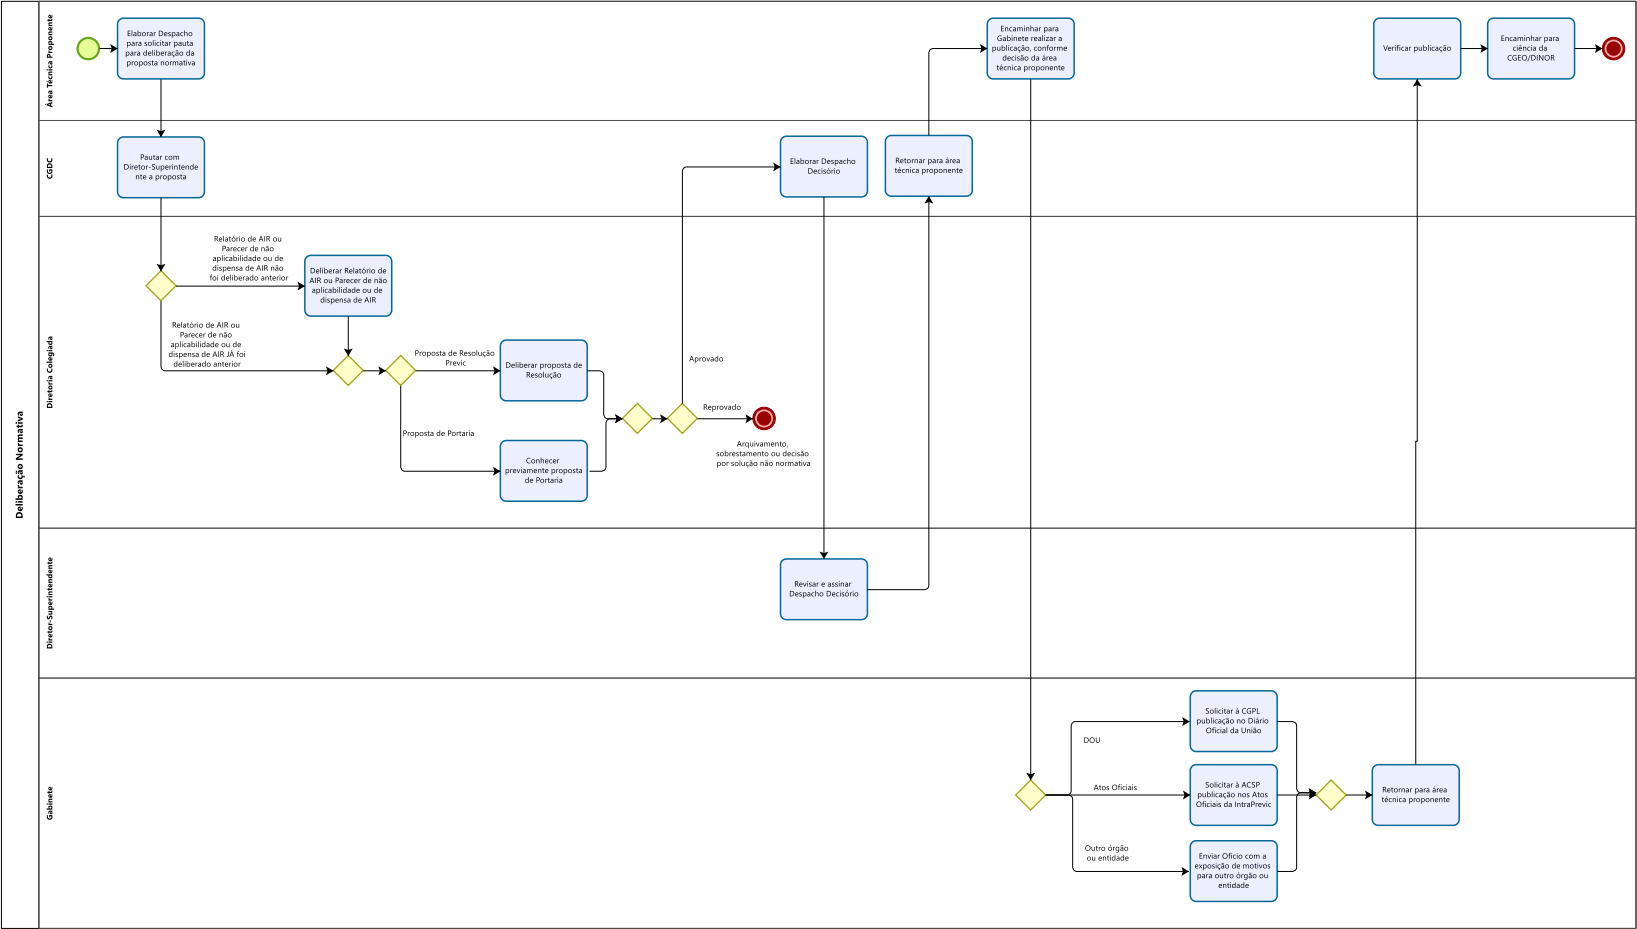 Deliberação Normativa
Área Técnica Proponente
Elaborar Despacho
para solicitar pauta
para deliberação da
proposta normativa
Encaminhar para
Gabinete realizar a
publicação, conforme
decisão da área
técnica proponente
Verificar publicação
Encaminhar para
ciência da
CGEO/DINOR
CGDC
Pautar com
Diretor-Superintende
nte a proposta
Elaborar Despacho
Decisório
Retornar para área
técnica proponente
Diretoria Colegiada
Relatório de AIR ou
Parecer de não
aplicabilidade ou de
dispensa de AIR não
foi deliberado anterior
Deliberar Relatório de
AIR ou Parecer de não
aplicabilidade ou de
dispensa de AIR
Relatório de AIR ou
Parecer de não
aplicabilidade ou de
dispensa de AIR JÁ foi
deliberado anterior
Proposta de Resolução
Previc
Deliberar proposta de
Resolução
Proposta de Portaria
Conhecer
previamente proposta
de Portaria
Aprovado
Reprovado
Arquivamento,
sobrestamento ou decisão
por solução não normativa
Diretor-Superintendente
Revisar e assinar
Despacho Decisório
Gabinete
DOU
Solicitar à CGPL
publicação no Diário
Oficial da União
Atos Oficiais
Solicitar à ACSP
publicação nos Atos
Oficiais da IntraPrevic
Outro órgão
ou entidade
Enviar Oficio com a
exposição de motivos
para outro órgão ou
entidade
Retornar para área
técnica proponente